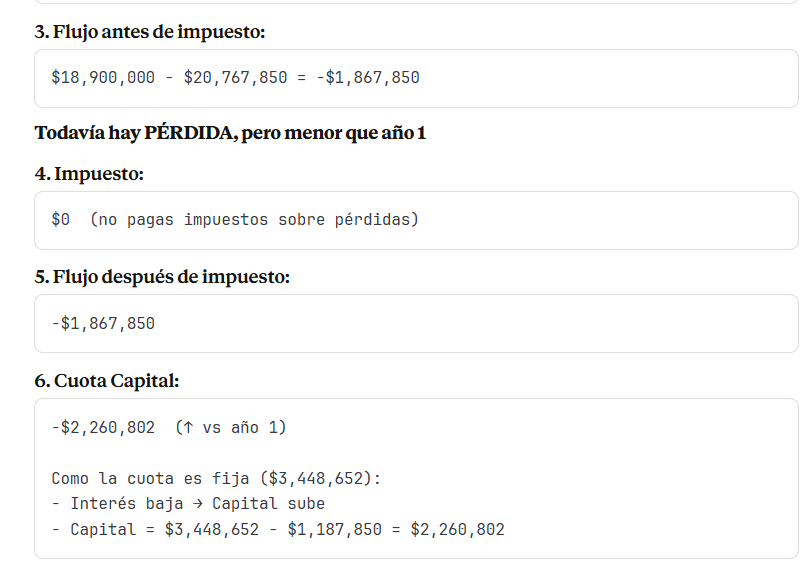 3. Flujo antes de impuesto:
$18,900,000 - $20,767,850 = -$1,867,850
Todavía hay PÉRDIDA, pero menor que año 1
4. Impuesto:
$0  (no pagas impuestos sobre pérdidas)
5. Flujo después de impuesto:
-$1,867,850
6. Cuota Capital:
-$2,260,802  (↑ vs año 1)
Como la cuota es fija ($3,448,652):
- Interés baja → Capital sube
- Capital = $3,448,652 - $1,187,850 = $2,260,802